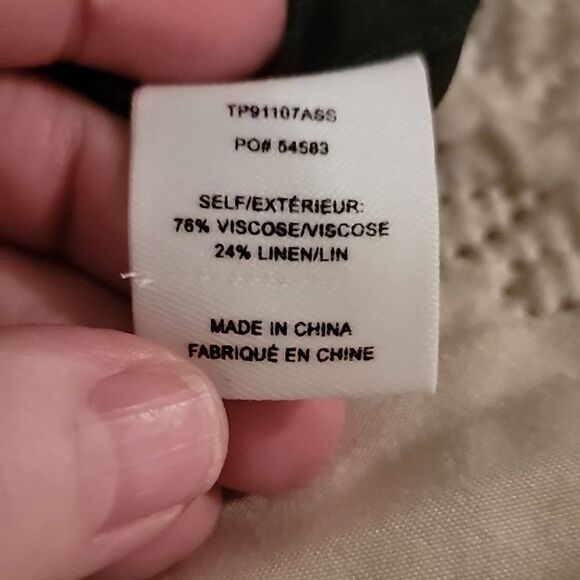 TP91107ASS
PO# 54583
SELF/EXTÉRIEUR:
76% VISCOSE/VISCOSE
24% LINEN/LIN
MADE IN CHINA
FABRIQUÉ EN CHINE